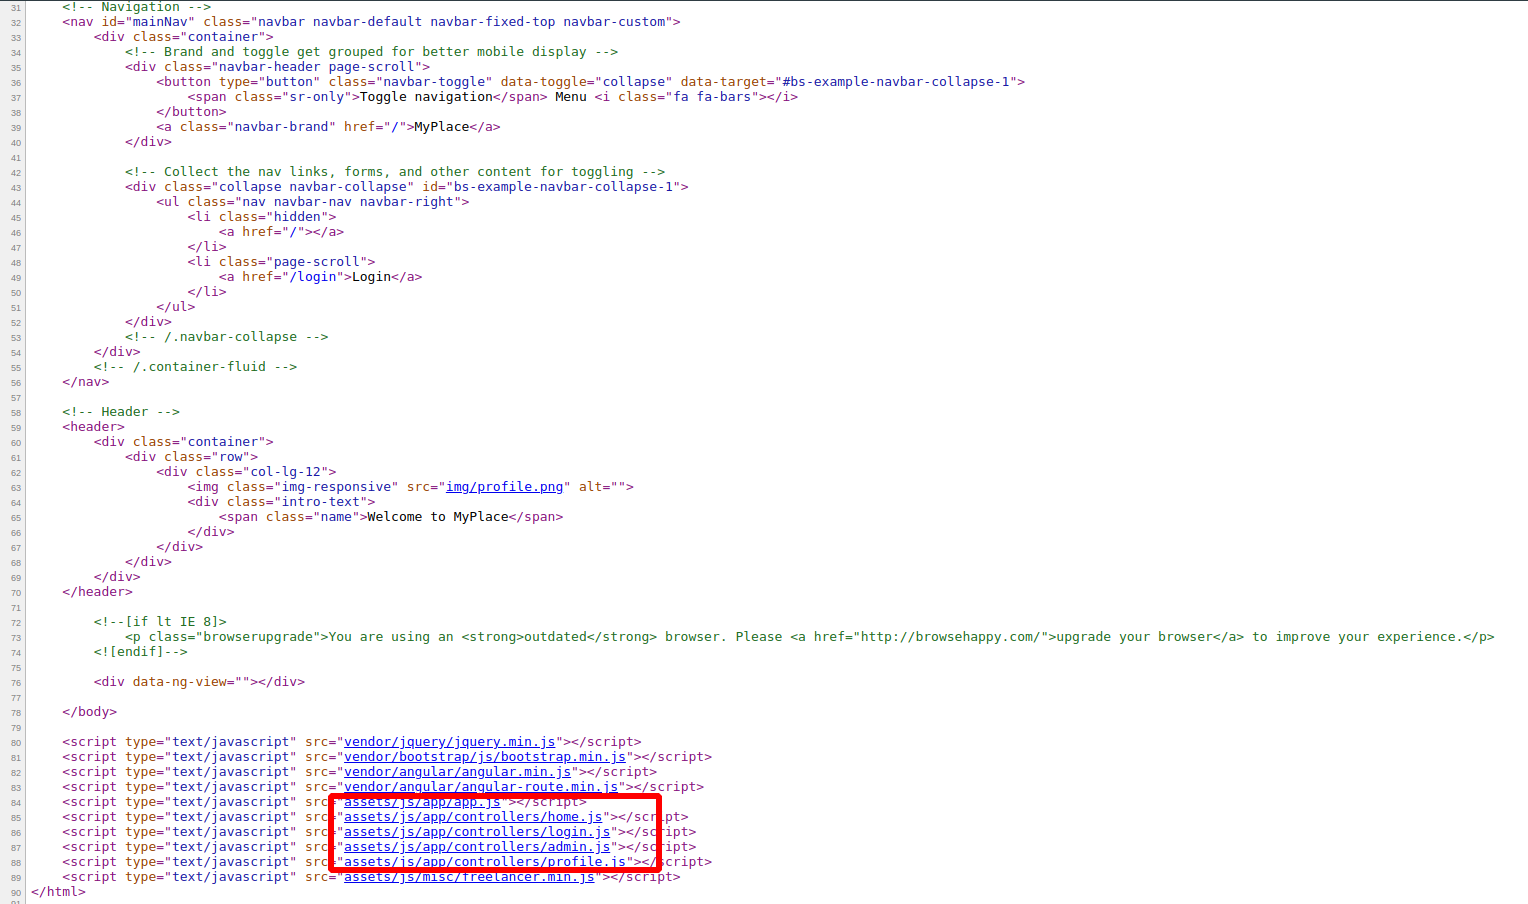 31 <!-- Navigation -->
32 <nav id="mainNav" class="navbar navbar-default navbar-fixed-top navbar-custom">
33 <div class="container">
34 <!-- Brand and toggle get grouped for better mobile display -->
35 <div class="navbar-header page-scroll">
36 <button type="button" class="navbar-toggle" data-toggle="collapse" data-target="#bs-example-navbar-collapse-1">
37 <span class="sr-only">Toggle navigation</span> Menu <i class="fa fa-bars"></i>
38 </button>
39 <a class="navbar-brand" href="/">MyPlace</a>
40 </div>
41
42 <!-- Collect the nav links, forms, and other content for toggling -->
43 <div class="collapse navbar-collapse" id="bs-example-navbar-collapse-1">
44 <ul class="nav navbar-nav navbar-right">
45 <li class="hidden">
46 <a href="/"></a>
47 </li>
48 <li class="page-scroll">
49 <a href="/login">Login</a>
50 </li>
51 </ul>
52 </div>
53 <!-- /.navbar-collapse -->
54 </div>
55 <!-- /.container-fluid -->
56 </nav>
57
58 <!-- Header -->
59 <header>
60 <div class="container">
61 <div class="row">
62 <div class="col-lg-12">
63 <img class="img-responsive" src="img/profile.png" alt="">
64 <div class="intro-text">
65 <span class="name">Welcome to MyPlace</span>
66 </div>
67 </div>
68 </div>
69 </div>
70 </header>
71
72 <!--[if lt IE 8]>
73 <p class="browserupgrade">You are using an <strong>outdated</strong> browser. Please <a href="http://browsehappy.com/">upgrade your browser</a> to improve your experience.</p>
74 <![endif]-->
75
76 <div data-ng-view=""></div>
77
78 </body>
79
80 <script type="text/javascript" src="vendor/jquery/jquery.min.js"></script>
81 <script type="text/javascript" src="vendor/bootstrap/js/bootstrap.min.js"></script>
82 <script type="text/javascript" src="vendor/angular/angular.min.js"></script>
83 <script type="text/javascript" src="vendor/angular/angular-route.min.js"></script>
84 <script type="text/javascript" src="assets/js/app/app.js"></script>
85 <script type="text/javascript" src="assets/js/app/controllers/home.js"></script>
86 <script type="text/javascript" src="assets/js/app/controllers/login.js"></script>
87 <script type="text/javascript" src="assets/js/app/controllers/admin.js"></script>
88 <script type="text/javascript" src="assets/js/app/controllers/profile.js"></script>
89 <script type="text/javascript" src="assets/js/misc/freelancer.min.js"></script>
90 </html>
91